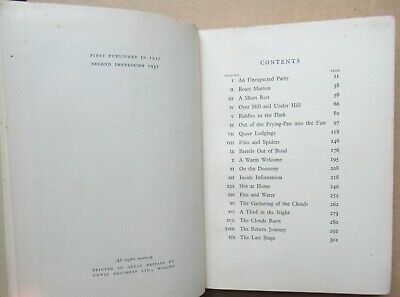 FIRST PUBLISHED IN 1937
SECOND IMPRESSION 1937
All rights reserved
PRINTED IN GREAT BRITAIN BY
UNWIN BROTHERS LTD., WOKING
CONTENTS
CHAPTER PAGE
I An Unexpected Party 11
II Roast Mutton 38
III A Short Rest 56
IV Over Hill and Under Hill 66
V Riddles in the Dark 80
VI Out of the Frying-Pan into the Fire 97
VII Queer Lodgings 118
VIII Flies and Spiders 146
IX Barrels Out of Bond 176
X A Warm Welcome 195
XI On the Doorstep 208
XII Inside Information 218
XIII Not at Home 240
XIV Fire and Water 252
XV The Gathering of the Clouds 262
XVI A Thief in the Night 273
XVII The Clouds Burst 280
XVIII The Return Journey 292
XIX The Last Stage 302